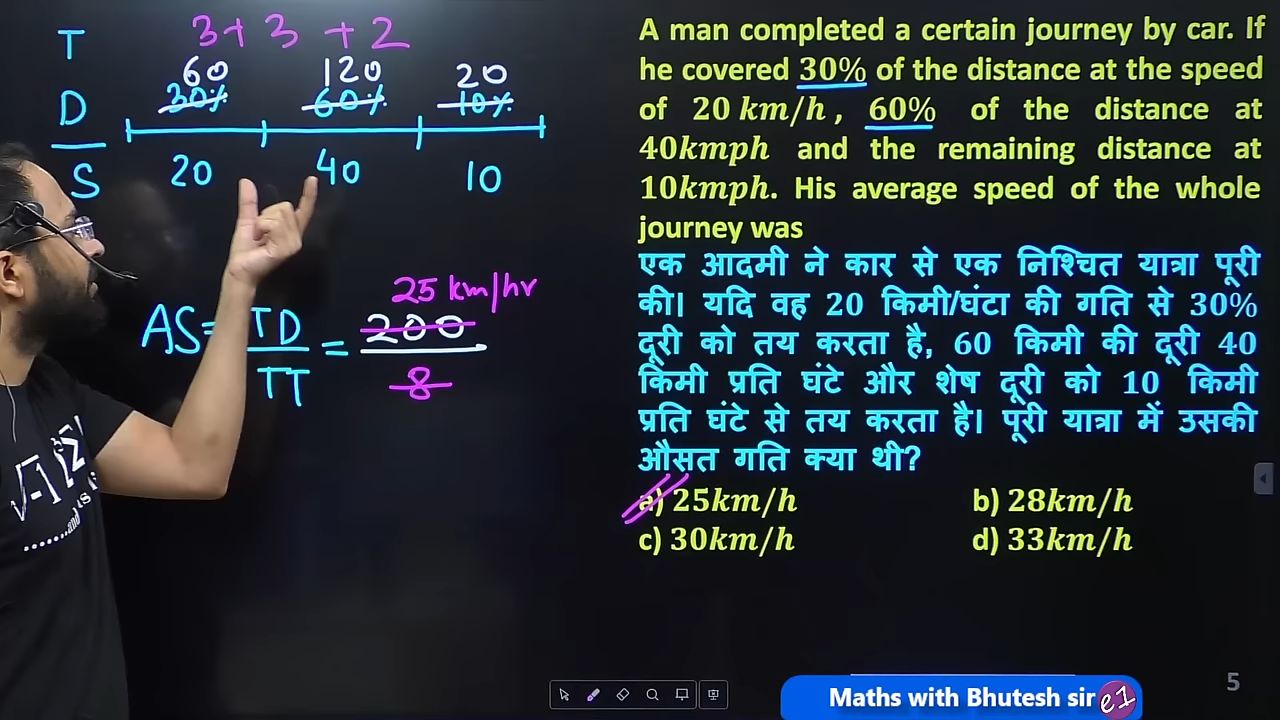 T 3 + 3 + 2
60 120 20
D 30% 60% 10%
S 20 40 10
25 km/hr
AS = TD = 200
TT 8
A man completed a certain journey by car. If
he covered 30% of the distance at the speed
of 20 km/h, 60% of the distance at
40kmph and the remaining distance at
10kmph. His average speed of the whole
journey was
एक आदमी ने कार से एक निश्चित यात्रा पूरी
की। यदि वह 20 किमी/घंटा की गति से 30%
दूरी को तय करता है, 60 किमी की दूरी 40
किमी प्रति घंटे और शेष दूरी को 10 किमी
प्रति घंटे से तय करता है। पूरी यात्रा में उसकी
औसत गति क्या थी?
a) 25km/h b) 28km/h
c) 30km/h d) 33km/h
√-1
........and
5
Maths with Bhutesh sir e1